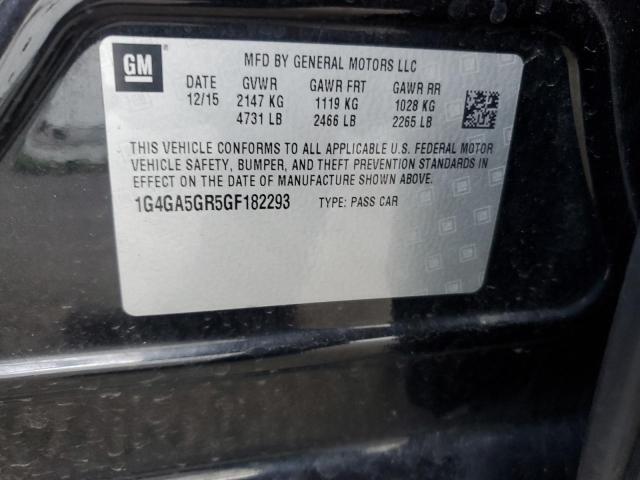 GM
MFD BY GENERAL MOTORS LLC
DATE GVWR GAWR FRT GAWR RR
12/15 2147 KG 1119 KG 1028 KG
4731 LB 2466 LB 2265 LB
THIS VEHICLE CONFORMS TO ALL APPLICABLE U.S. FEDERAL MOTOR
VEHICLE SAFETY, BUMPER, AND THEFT PREVENTION STANDARDS IN
EFFECT ON THE DATE OF MANUFACTURE SHOWN ABOVE.
1G4GA5GR5GF182293 TYPE: PASS CAR